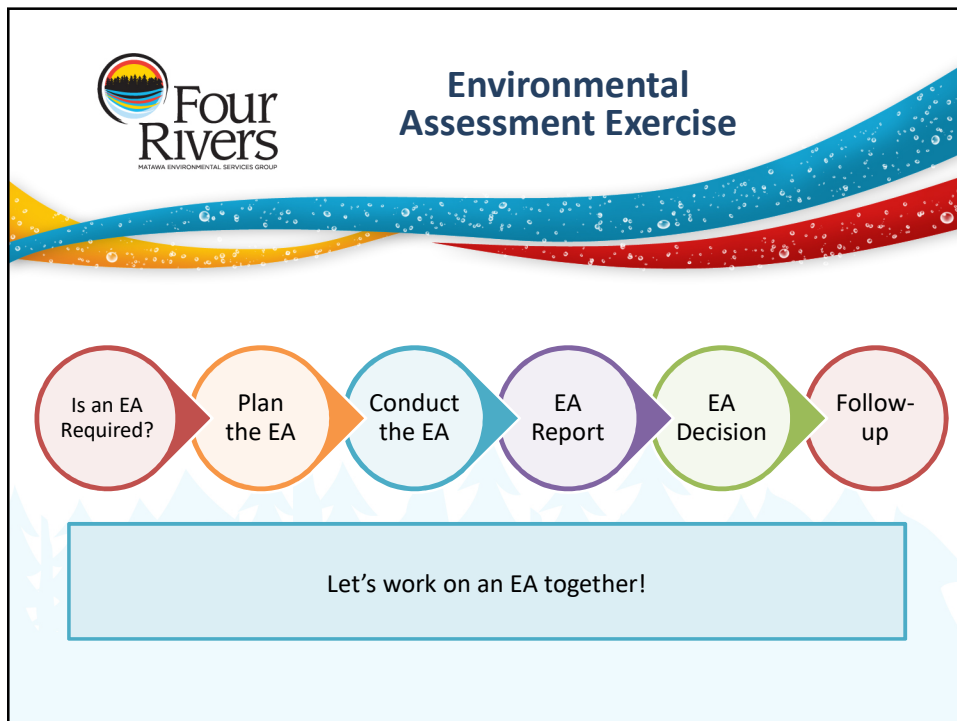 Four
Rivers
MATAWA ENVIRONMENTAL SERVICES GROUP
Environmental
Assessment Exercise
Is an EA
Required?
Plan
the EA
Conduct
the EA
EA
Report
EA
Decision
Follow-
up
Let’s work on an EA together!